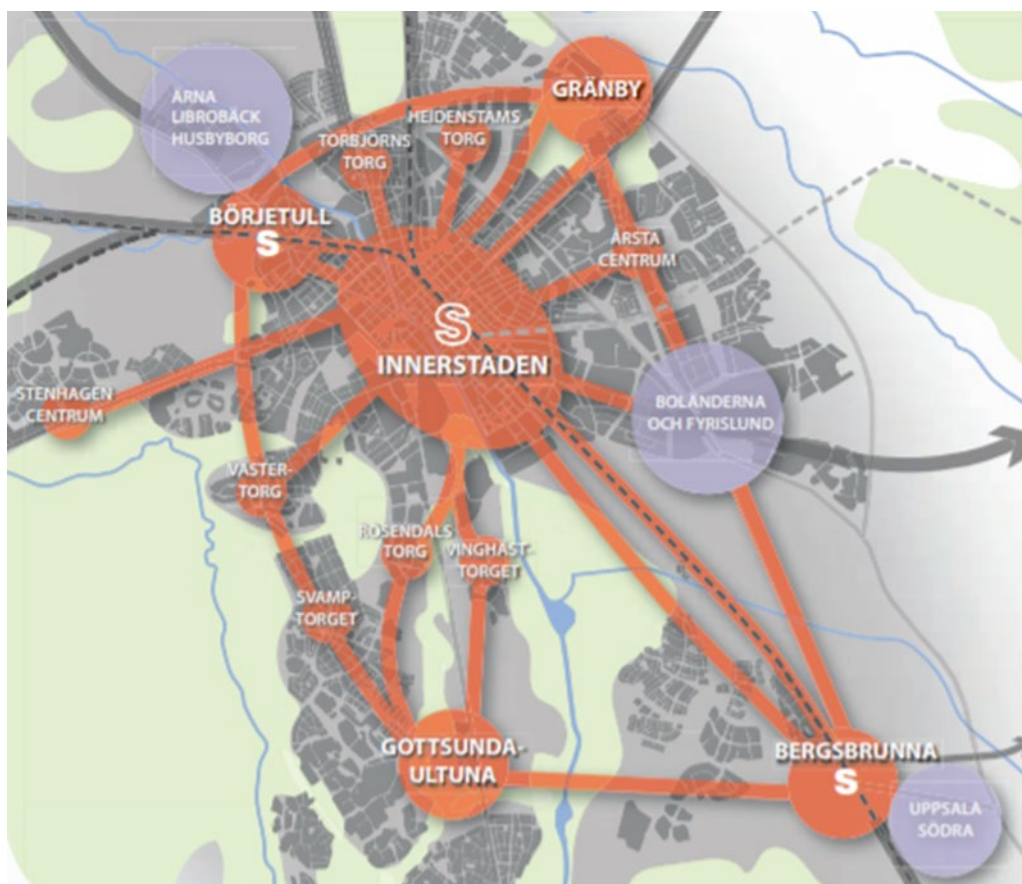 GRÄNBY
ÄRNA
LIBROBÄCK
HUSBYBORG
HEIDENSTAMS
TORG
TORBJÖRNS
TORG
BÖRJETULL
S
ÅRSTA
CENTRUM
S
INNERSTADEN
STENHAGEN
CENTRUM
BOLÄNDERNA
OCH FYRISLUND
VÄSTER-
TORG
ROSENDALS
TORG
VINGHÄST-
TORGET
SVAMP-
TORGET
GOTTSUNDA-
ULTUNA
BERGSBRUNNA
S
UPPSALA
SÖDRA